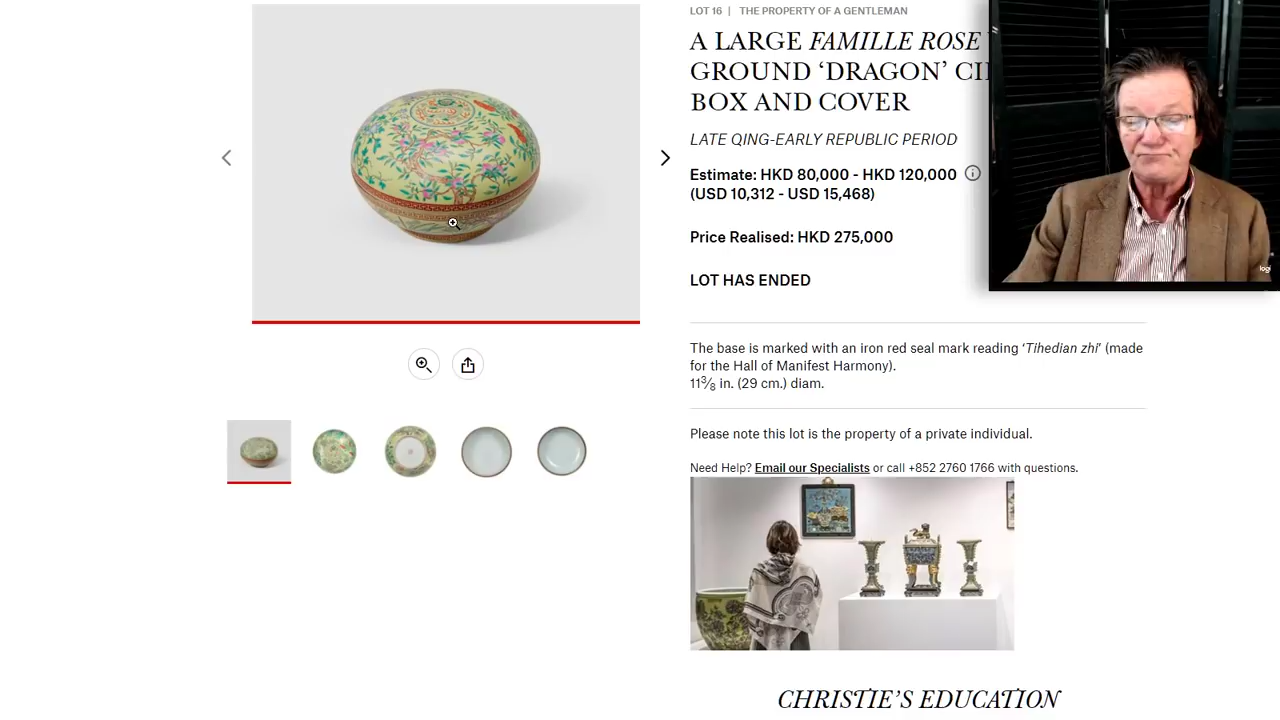 LOT 16 | THE PROPERTY OF A GENTLEMAN
A LARGE FAMILLE ROSE
GROUND ‘DRAGON’
BOX AND COVER
LATE QING-EARLY REPUBLIC PERIOD
Estimate: HKD 80,000 - HKD 120,000
(USD 10,312 - USD 15,468)
Price Realised: HKD 275,000
LOT HAS ENDED
The base is marked with an iron red seal mark reading ‘Tihedian zhi’ (made
for the Hall of Manifest Harmony).
11⅜ in. (29 cm.) diam.
Please note this lot is the property of a private individual.
Need Help? Email our Specialists or call +852 2760 1766 with questions.
CHRISTIE’S EDUCATION
logi